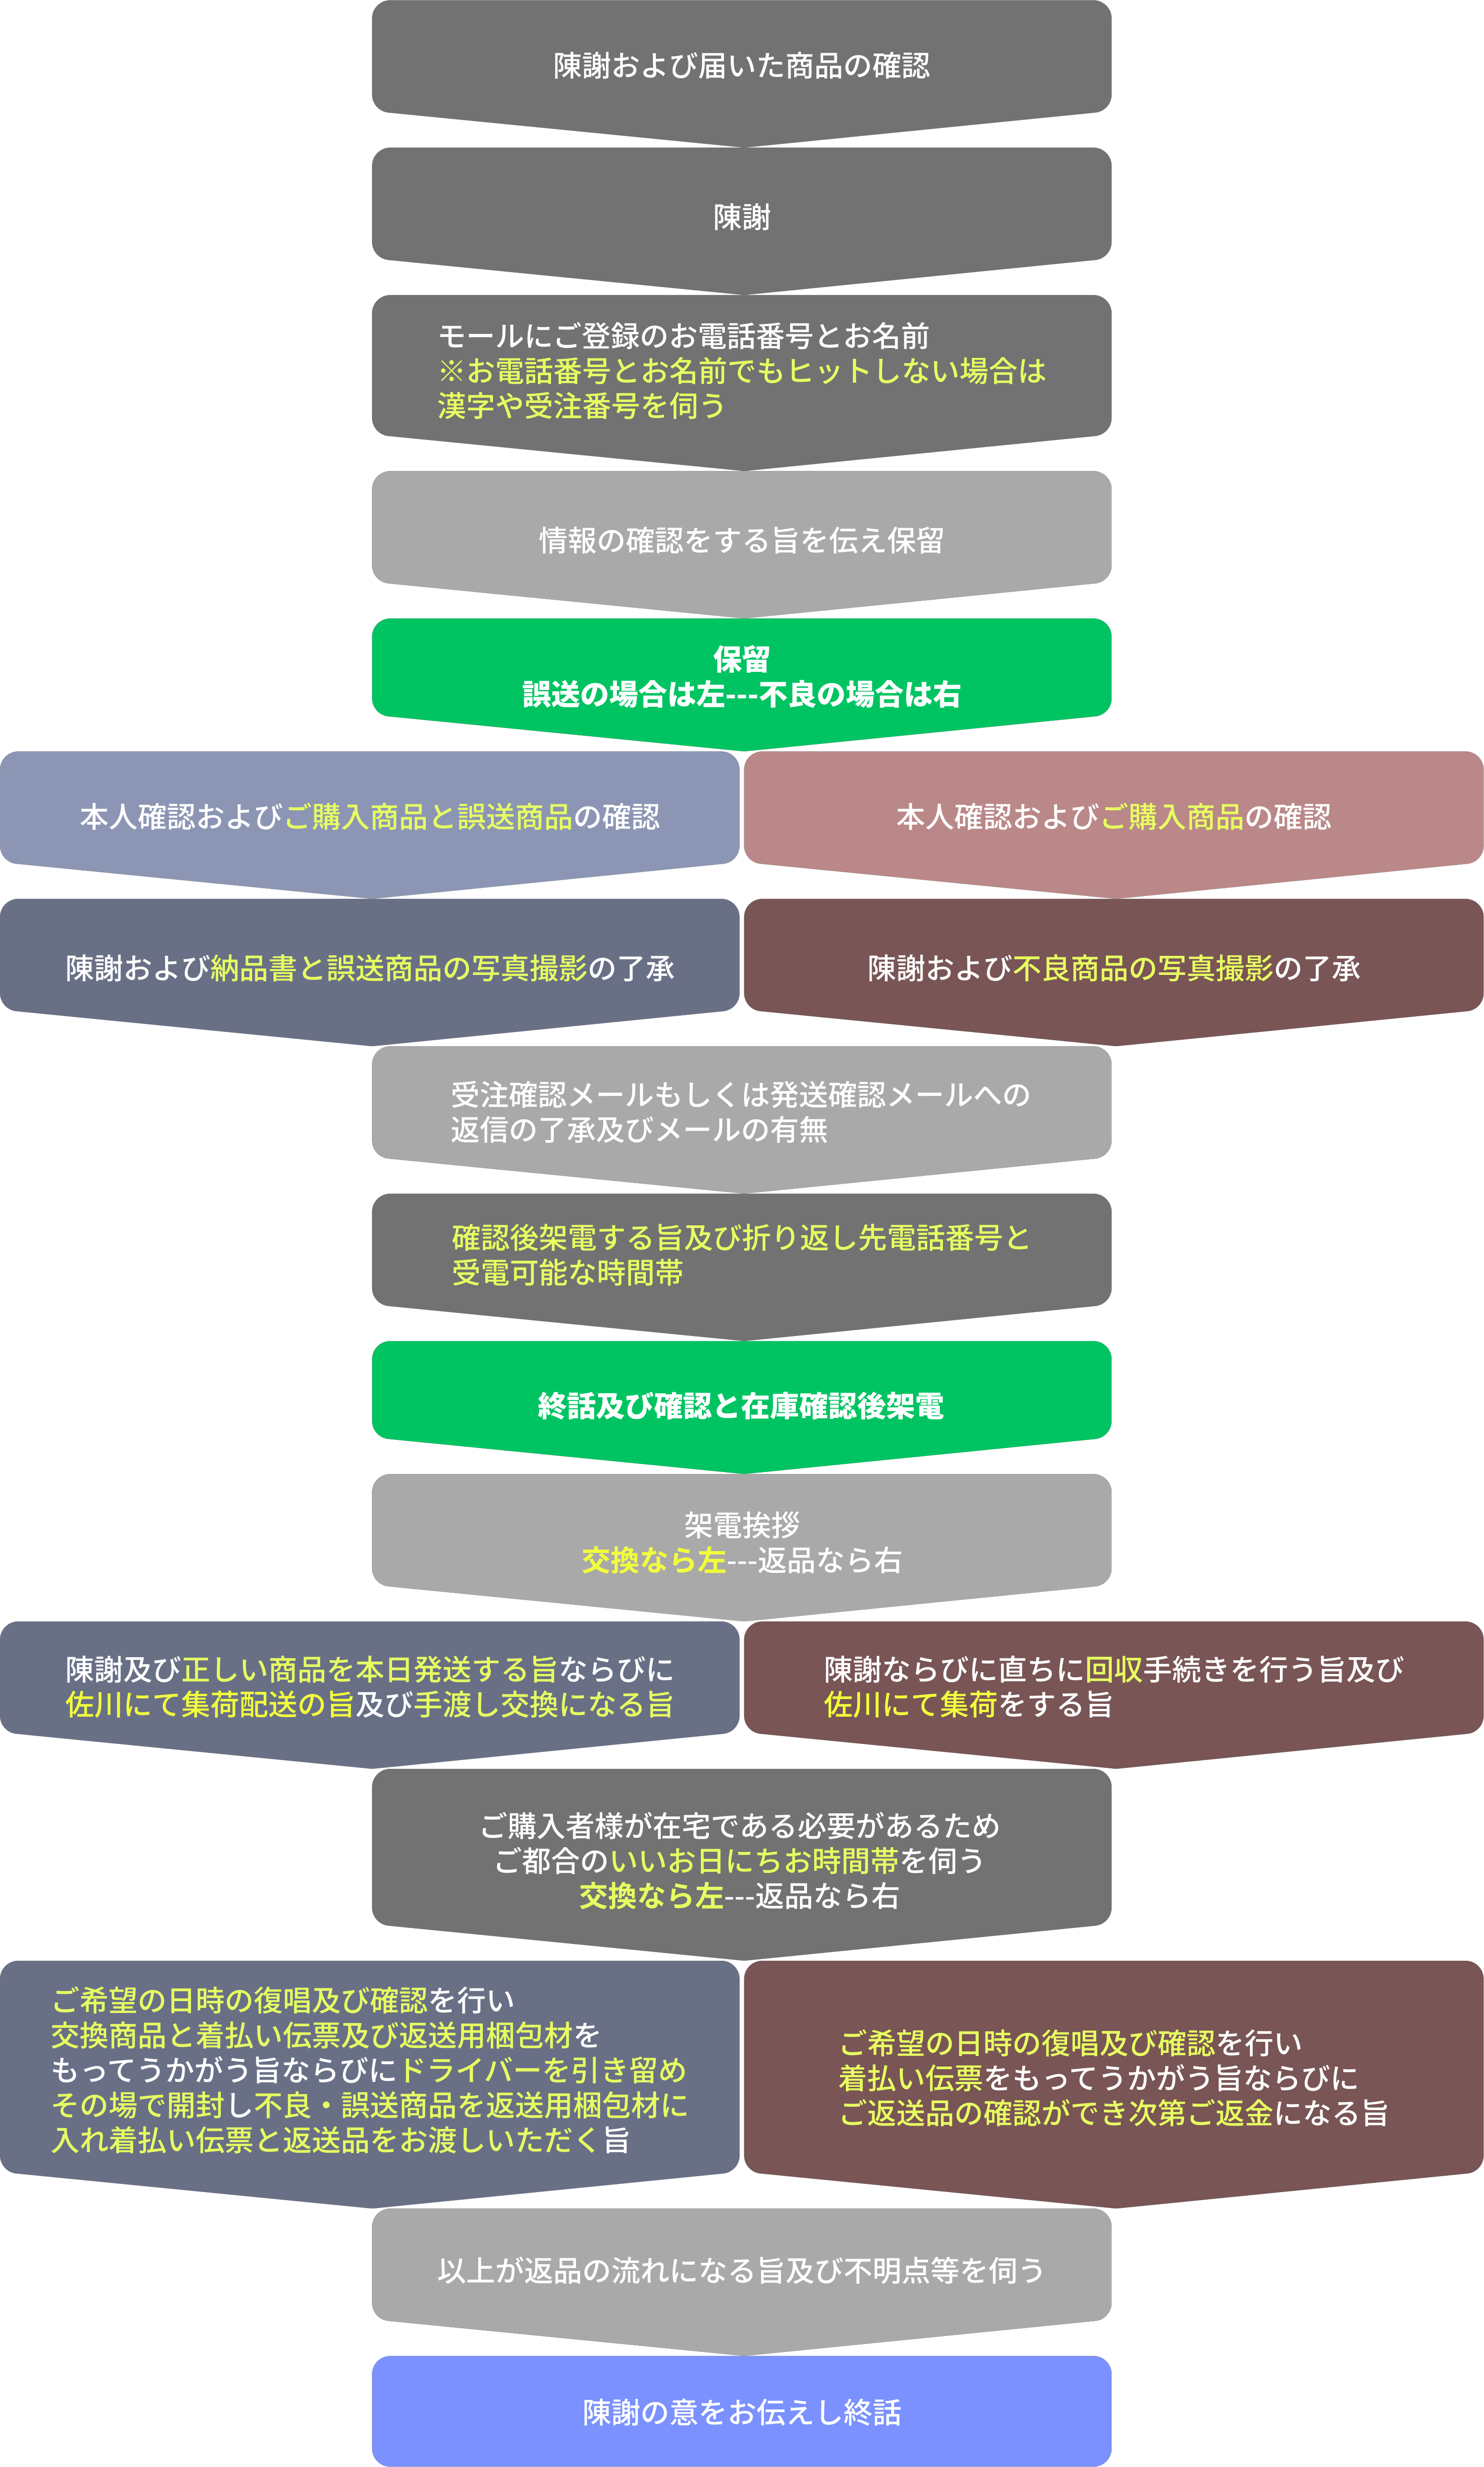 陳謝および届いた商品の確認
陳謝
モールにご登録のお電話番号とお名前
※お電話番号とお名前でもヒットしない場合は
漢字や受注番号を伺う
情報の確認をする旨を伝え保留
保留
誤送の場合は左---不良の場合は右
本人確認およびご購入商品と誤送商品の確認
本人確認およびご購入商品の確認
陳謝および納品書と誤送商品の写真撮影の了承
陳謝および不良商品の写真撮影の了承
受注確認メールもしくは発送確認メールへの
返信の了承及びメールの有無
確認後架電する旨及び折り返し先電話番号と
受電可能な時間帯
終話及び確認と在庫確認後架電
架電挨拶
交換なら左---返品なら右
陳謝及び正しい商品を本日発送する旨ならびに
佐川にて集荷配送の旨及び手渡し交換になる旨
陳謝ならびに直ちに回収手続きを行う旨及び
佐川にて集荷をする旨
ご購入者様が在宅である必要があるため
ご都合のいいお日にちお時間帯を伺う
交換なら左---返品なら右
ご希望の日時の復唱及び確認を行い
交換商品と着払い伝票及び返送用梱包材を
もってうかがう旨ならびにドライバーを引き留め
その場で開封し不良・誤送商品を返送用梱包材に
入れ着払い伝票と返送品をお渡しいただく旨
ご希望の日時の復唱及び確認を行い
着払い伝票をもってうかがう旨ならびに
ご返送品の確認ができ次第ご返金になる旨
以上が返品の流れになる旨及び不明点等を伺う
陳謝の意をお伝えし終話